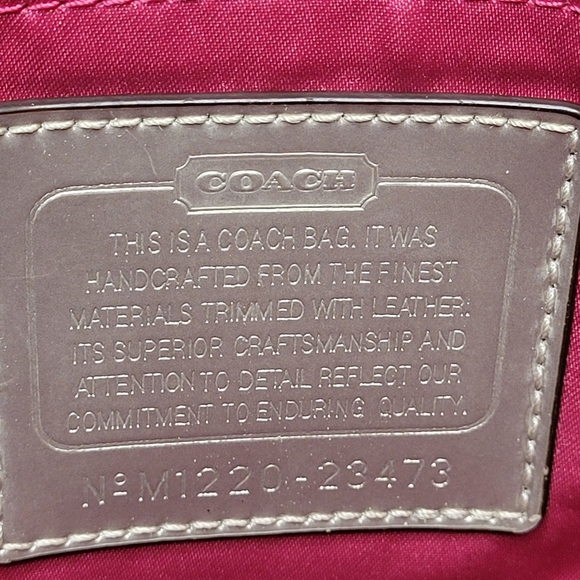 COACH
THIS IS A COACH BAG. IT WAS
HANDCRAFTED FROM THE FINEST
MATERIALS TRIMMED WITH LEATHER.
ITS SUPERIOR CRAFTSMANSHIP AND
ATTENTION TO DETAIL REFLECT OUR
COMMITMENT TO ENDURING QUALITY.
Nº M1220-23473